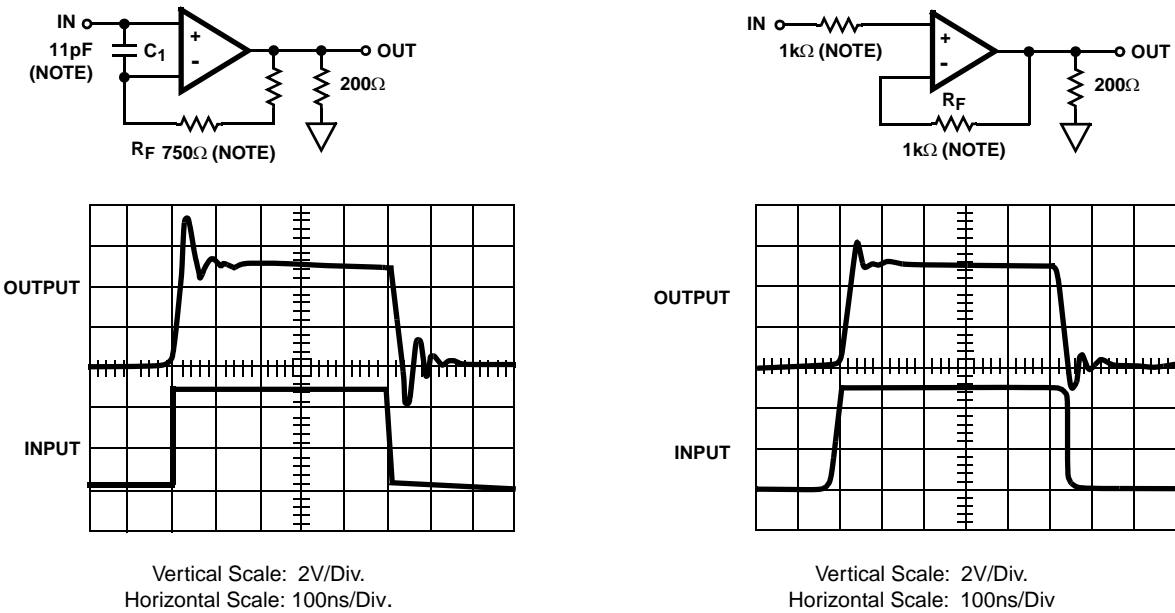 IN
11pF
(NOTE)
C1
+
-
OUT
200Ω
RF 750Ω (NOTE)
IN
1kΩ (NOTE)
+
-
OUT
200Ω
RF
1kΩ (NOTE)
OUTPUT
INPUT
Vertical Scale: 2V/Div.
Horizontal Scale: 100ns/Div.
OUTPUT
INPUT
Vertical Scale: 2V/Div.
Horizontal Scale: 100ns/Div